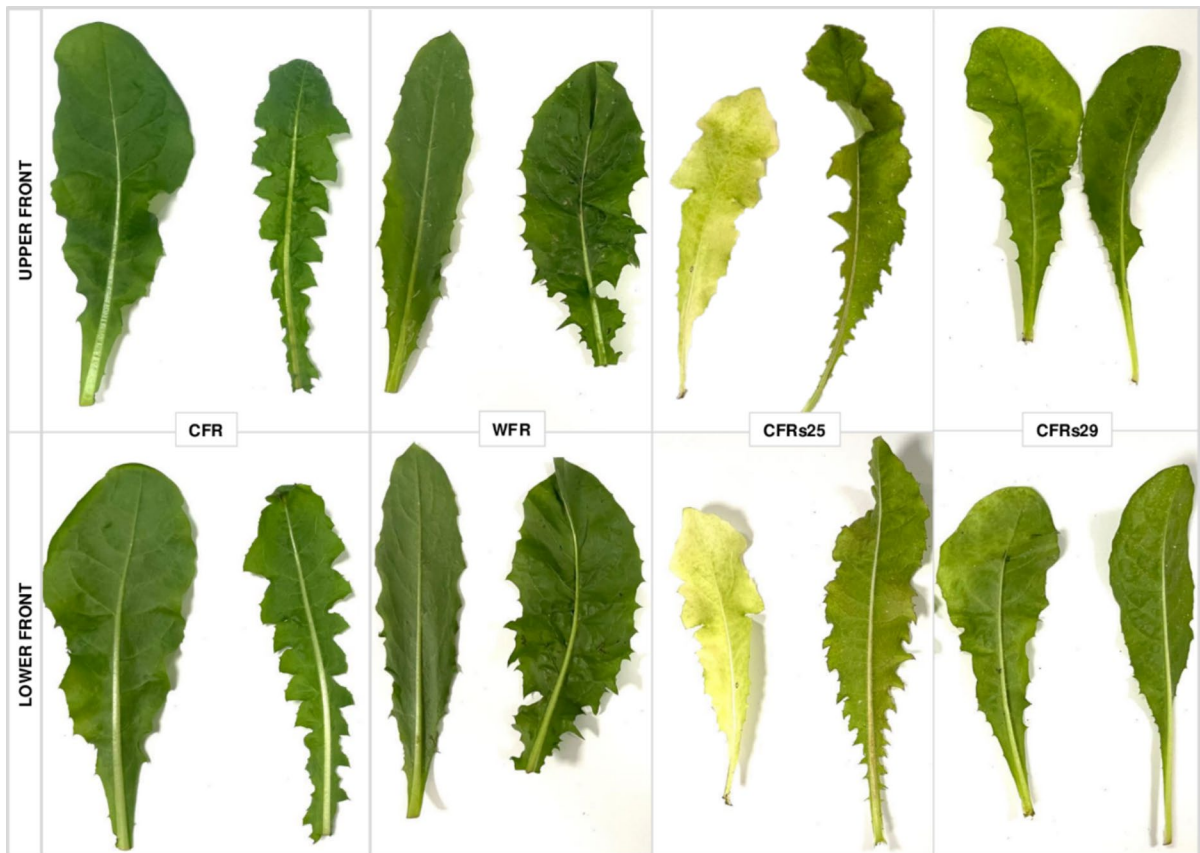 UPPER FRONT
CFR
WFR
CFRs25
CFRs29
LOWER FRONT